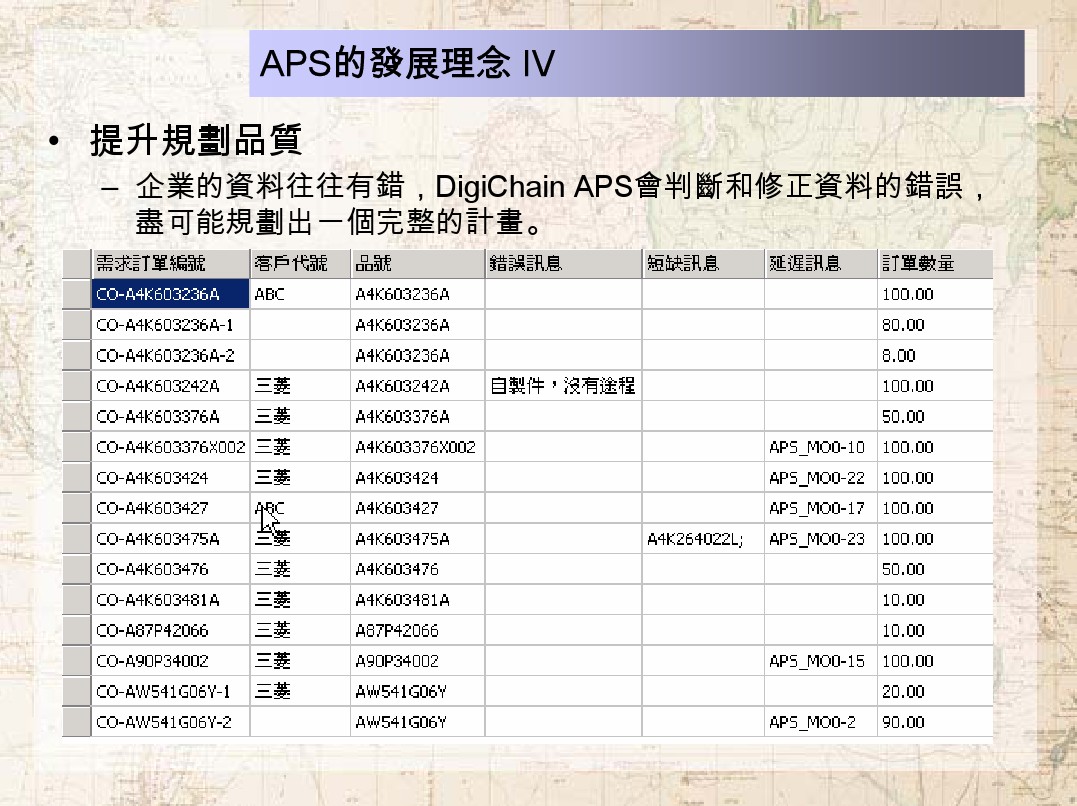 APS的發展理念 IV
• 提升規劃品質
– 企業的資料往往有錯，DigiChain APS會判斷和修正資料的錯誤，
盡可能規劃出一個完整的計畫。
需求訂單編號 客戶代號 品號 錯誤訊息 短缺訊息 延遲訊息 訂單數量
CO-A4K603236A ABC A4K603236A 100.00
CO-A4K603236A-1 A4K603236A 80.00
CO-A4K603236A-2 A4K603236A 8.00
CO-A4K603242A 三菱 A4K603242A 自製件，沒有途程 100.00
CO-A4K603376A 三菱 A4K603376A 50.00
CO-A4K603376X002 三菱 A4K603376X002 APS_MO0-10 100.00
CO-A4K603424 三菱 A4K603424 APS_MO0-22 100.00
CO-A4K603427 ABC A4K603427 APS_MO0-17 100.00
CO-A4K603475A 三菱 A4K603475A A4K264022L; APS_MO0-23 100.00
CO-A4K603476 三菱 A4K603476 50.00
CO-A4K603481A 三菱 A4K603481A 10.00
CO-A87P42066 三菱 A87P42066 10.00
CO-A90P34002 三菱 A90P34002 APS_MO0-15 100.00
CO-AW541G06Y-1 三菱 AW541G06Y 20.00
CO-AW541G06Y-2 AW541G06Y APS_MO0-2 90.00